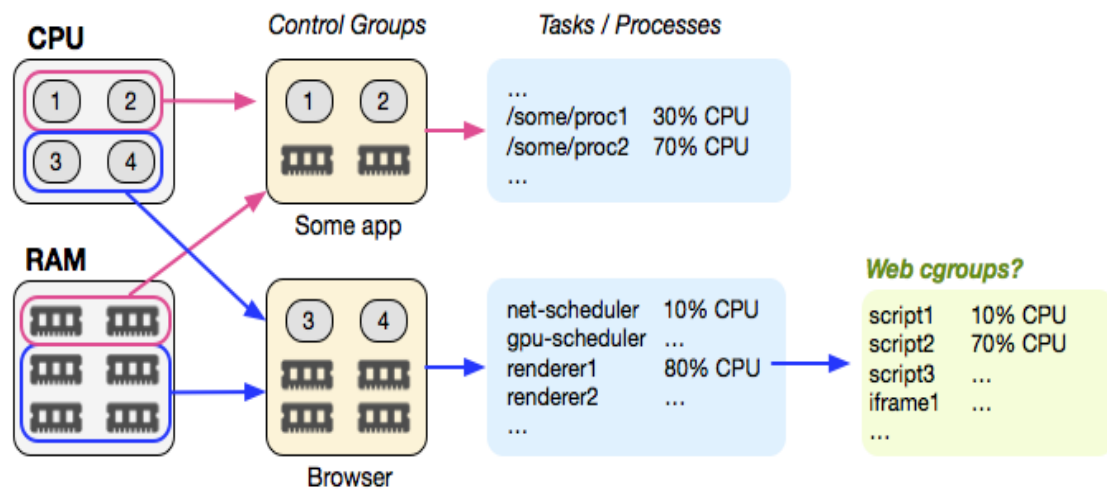 CPU
Control Groups
Tasks / Processes
1 2
3 4
1 2
Some app
...
/some/proc1 30% CPU
/some/proc2 70% CPU
...
RAM
3 4
Browser
net-scheduler 10% CPU
gpu-scheduler ...
renderer1 80% CPU
renderer2 ...
...
Web cgroups?
script1 10% CPU
script2 70% CPU
script3 ...
iframe1 ...
...